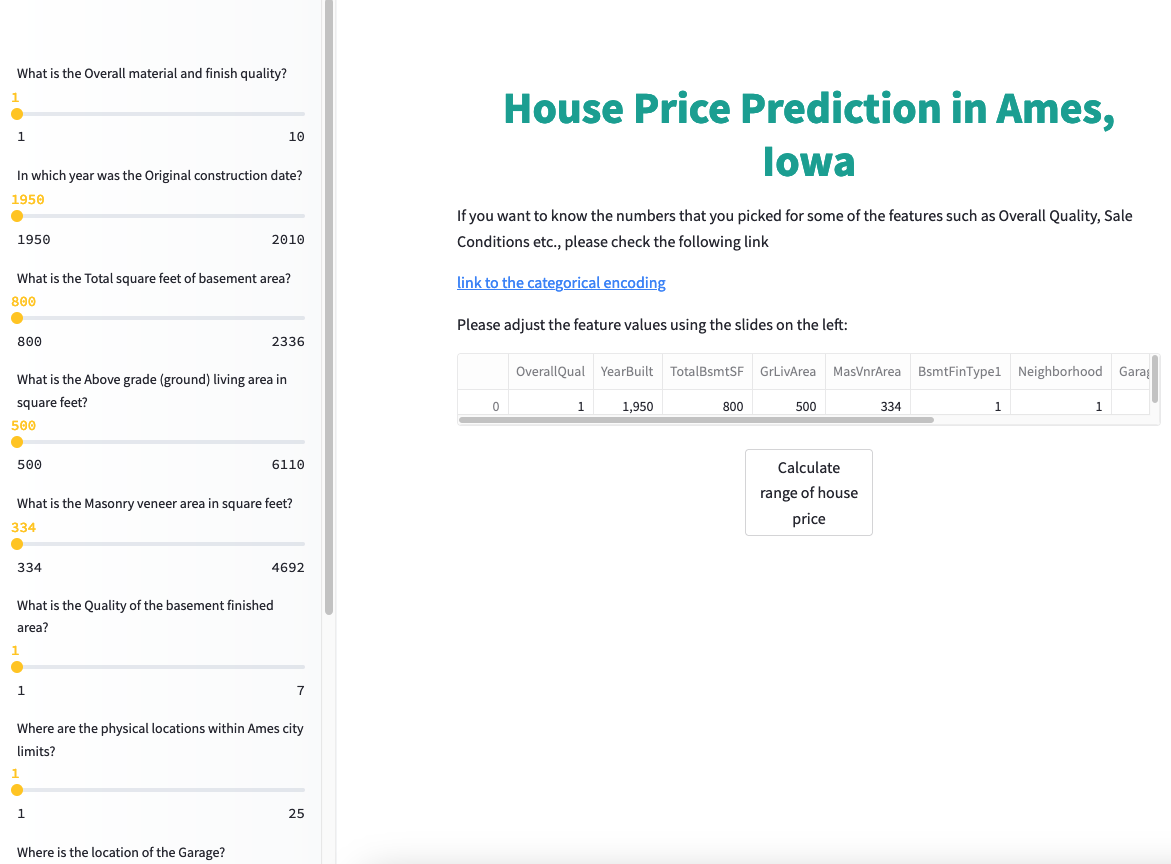 What is the Overall material and finish quality?
1
1 10
In which year was the Original construction date?
1950
1950 2010
What is the Total square feet of basement area?
800
800 2336
What is the Above grade (ground) living area in
square feet?
500
500 6110
What is the Masonry veneer area in square feet?
334
334 4692
What is the Quality of the basement finished
area?
1
1 7
Where are the physical locations within Ames city
limits?
1
1 25
Where is the location of the Garage?
House Price Prediction in Ames,
Iowa
If you want to know the numbers that you picked for some of the features such as Overall Quality, Sale
Conditions etc., please check the following link
link to the categorical encoding
Please adjust the feature values using the slides on the left:
OverallQual YearBuilt TotalBsmtSF GrLivArea MasVnrArea BsmtFinType1 Neighborhood Garag
0 1 1,950 800 500 334 1 1
Calculate
range of house
price